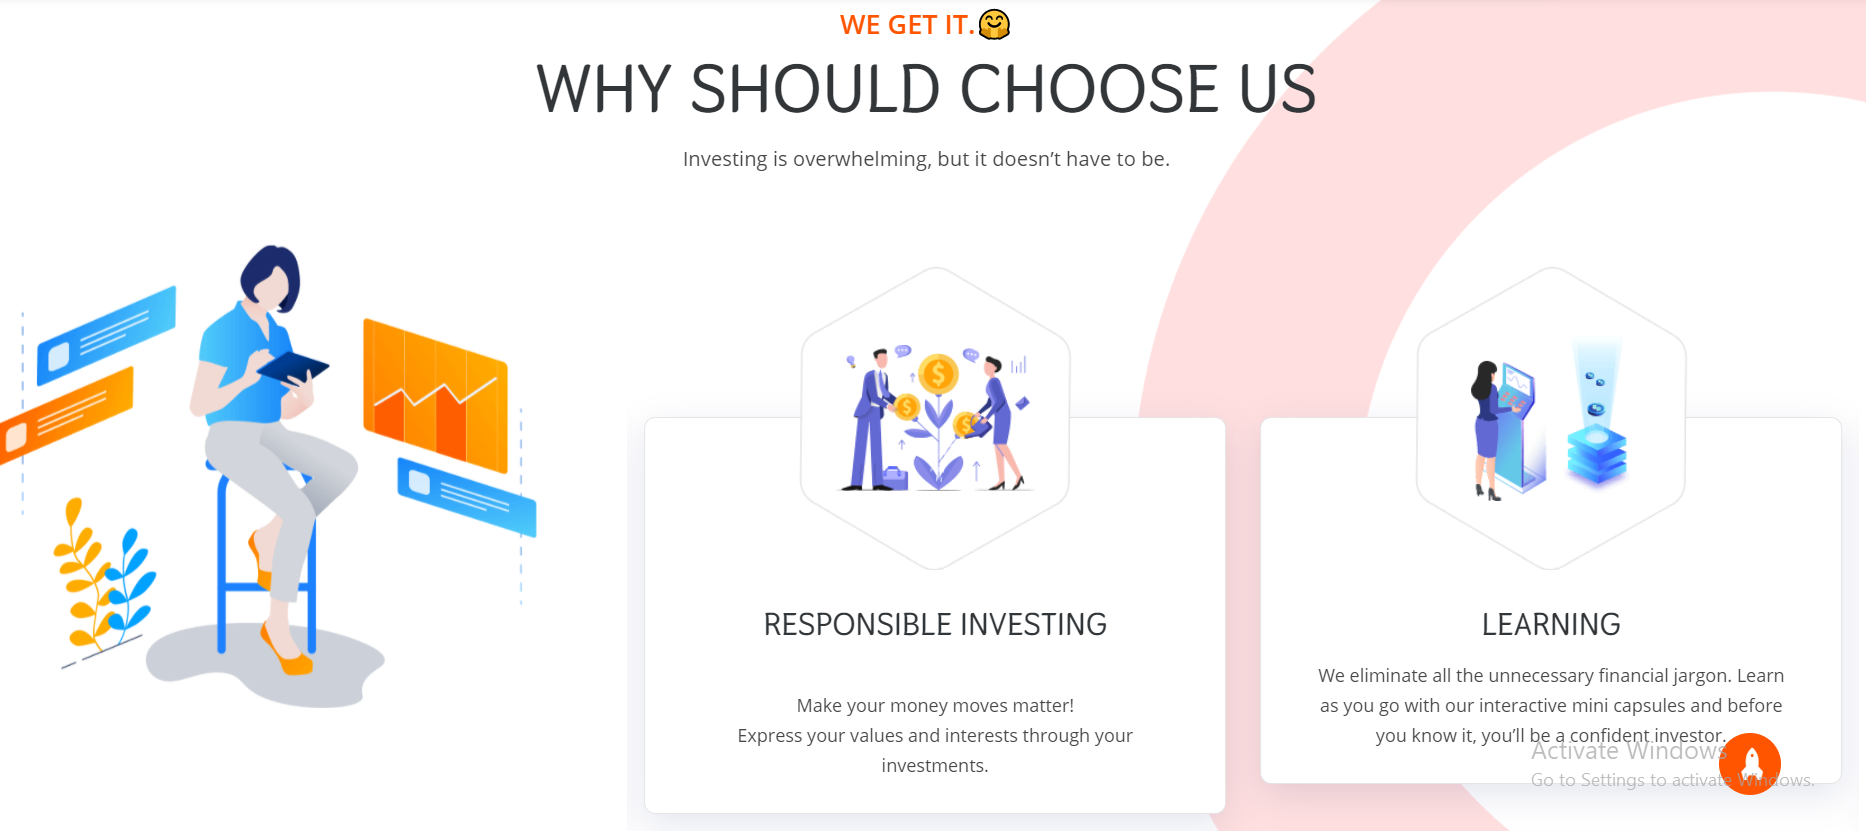 WE GET IT.🤗
WHY SHOULD CHOOSE US
Investing is overwhelming, but it doesn’t have to be.
RESPONSIBLE INVESTING
Make your money moves matter!
Express your values and interests through your
investments.
LEARNING
We eliminate all the unnecessary financial jargon. Learn
as you go with our interactive mini capsules and before
you know it, you’ll be a confident investor.
Activate Windows
Go to Settings to activate Windows.